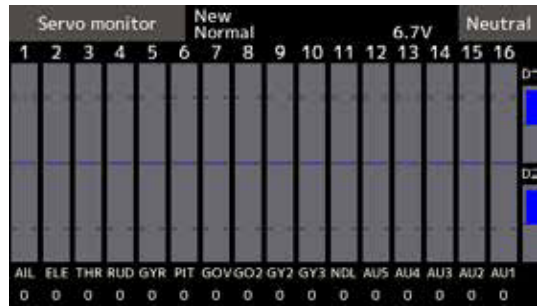 Servo monitor New Normal 6.7V Neutral
1 2 3 4 5 6 7 8 9 10 11 12 13 14 15 16
D1
D2
AIL ELE THR RUD GYR PIT GOV GO2 GY2 GY3 NDL AU5 AU4 AU3 AU2 AU1
0 0 0 0 0 0 0 0 0 0 0 0 0 0 0 0